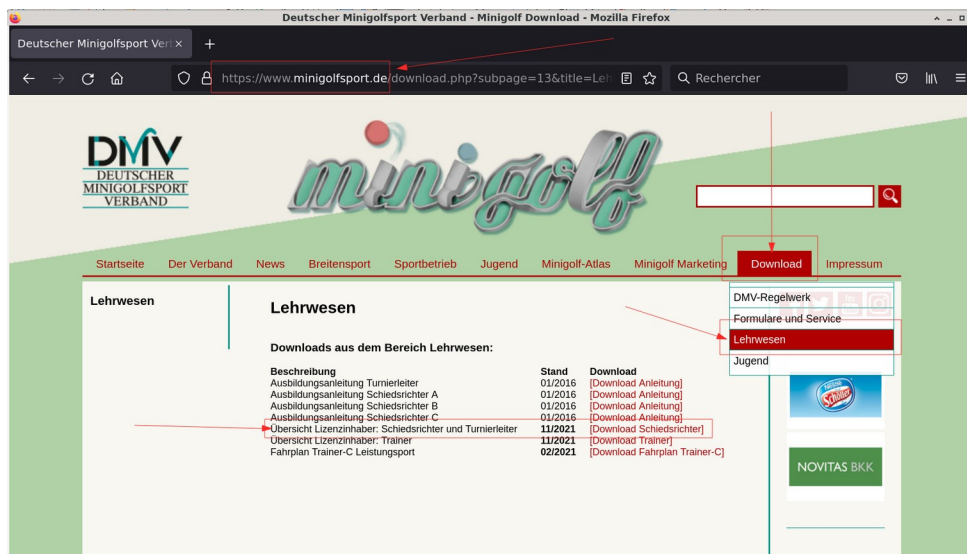 Deutscher Minigolfsport Verband - Minigolf Download - Mozilla Firefox
Deutscher Minigolfsport Ver
https://www.minigolfsport.de/download.php?subpage=13&title=Leh
Rechercher
DMV
DEUTSCHER
MINIGOLFSPORT
VERBAND
minigolf
Startseite Der Verband News Breitensport Sportbetrieb Jugend Minigolf-Atlas Minigolf Marketing Download Impressum
DMV-Regelwerk
Formulare und Service
Lehrwesen
Jugend
Lehrwesen
Lehrwesen
Downloads aus dem Bereich Lehrwesen:
Beschreibung Stand Download
Ausbildungsanleitung Turnierleiter 01/2016 [Download Anleitung]
Ausbildungsanleitung Schiedsrichter A 01/2016 [Download Anleitung]
Ausbildungsanleitung Schiedsrichter B 01/2016 [Download Anleitung]
Ausbildungsanleitung Schiedsrichter C 01/2016 [Download Anleitung]
Übersicht Lizenzinhaber: Schiedsrichter und Turnierleiter 11/2021 [Download Schiedsrichter]
Übersicht Lizenzinhaber: Trainer 11/2021 [Download Trainer]
Fahrplan Trainer-C Leistungsport 02/2021 [Download Fahrplan Trainer-C]
Schöller
NOVITAS BKK